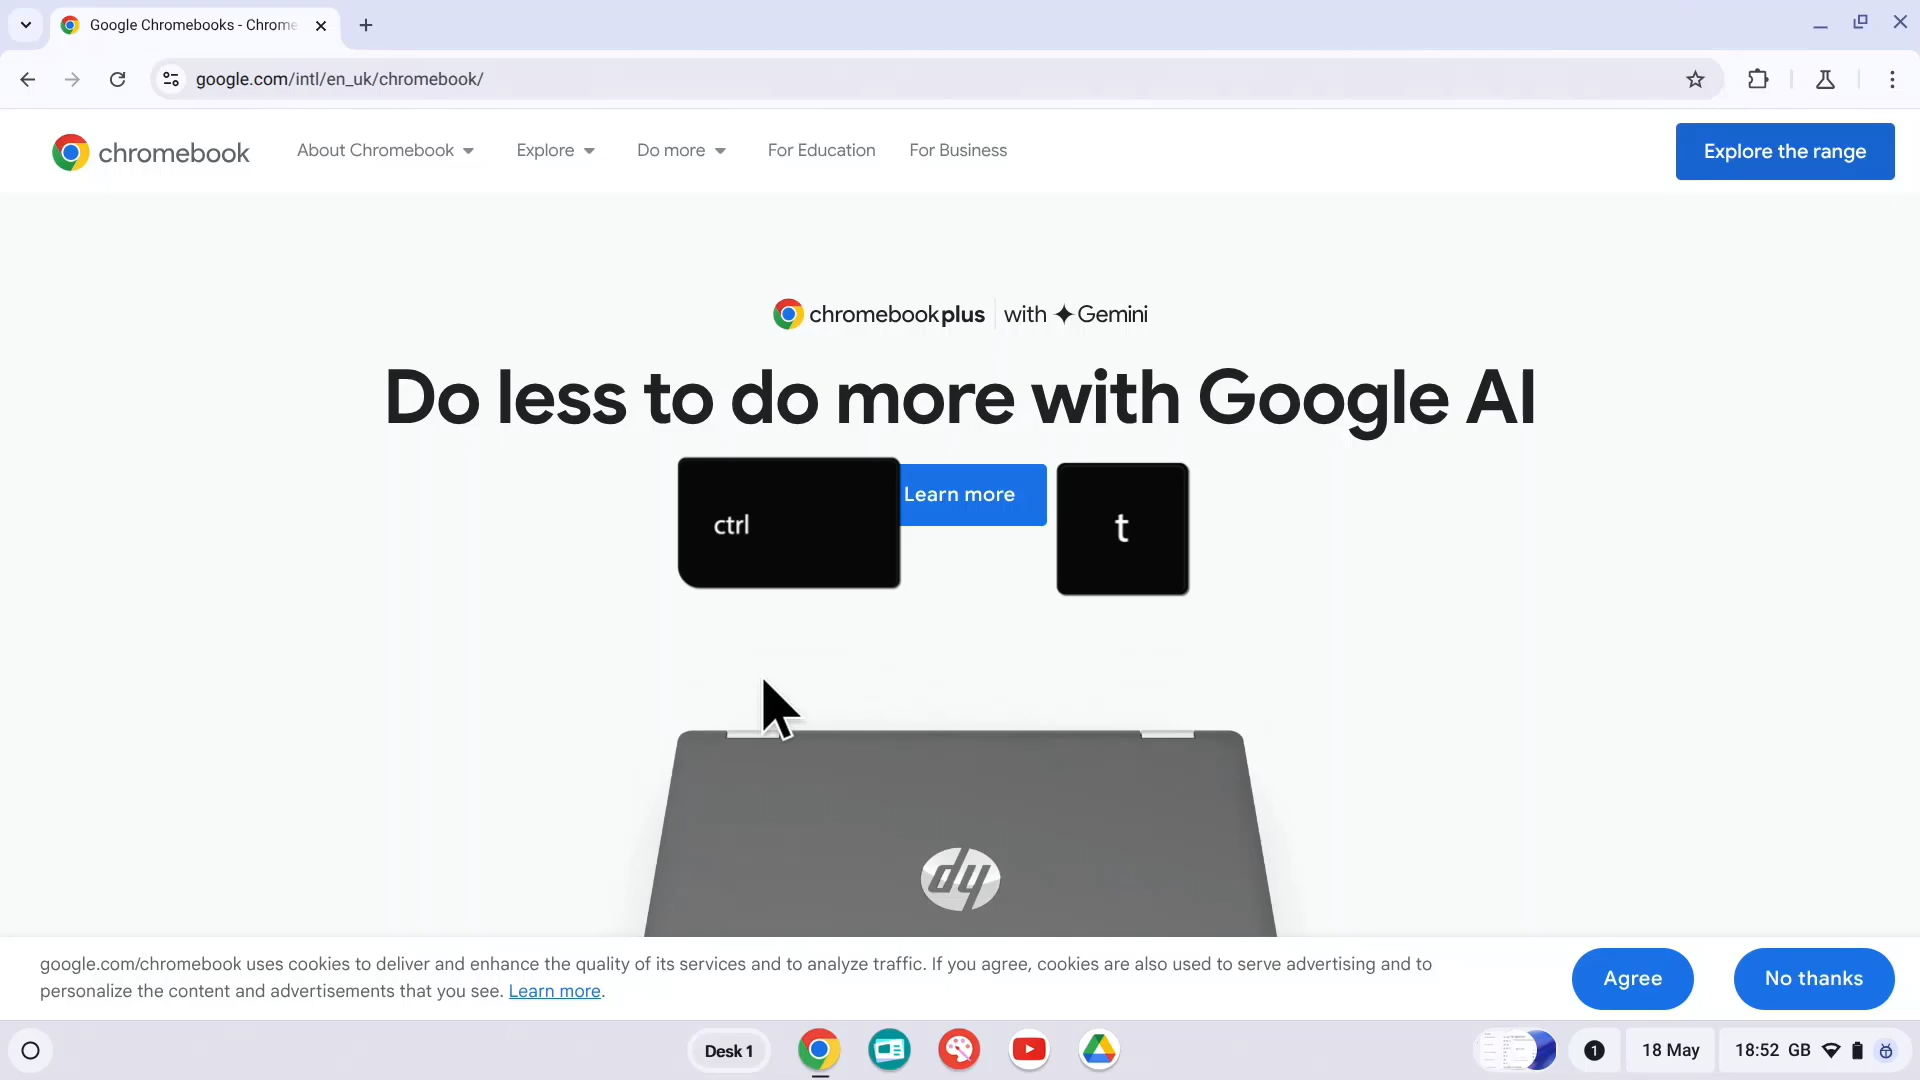 Google Chromebooks - Chrome
google.com/intl/en_uk/chromebook/
chromebook
About Chromebook
Explore
Do more
For Education
For Business
Explore the range
chromebookplus with Gemini
Do less to do more with Google AI
ctrl
Learn more
t
hp
google.com/chromebook uses cookies to deliver and enhance the quality of its services and to analyze traffic. If you agree, cookies are also used to serve advertising and to
personalize the content and advertisements that you see. Learn more.
Agree
No thanks
Desk 1
1
18 May
18:52 GB